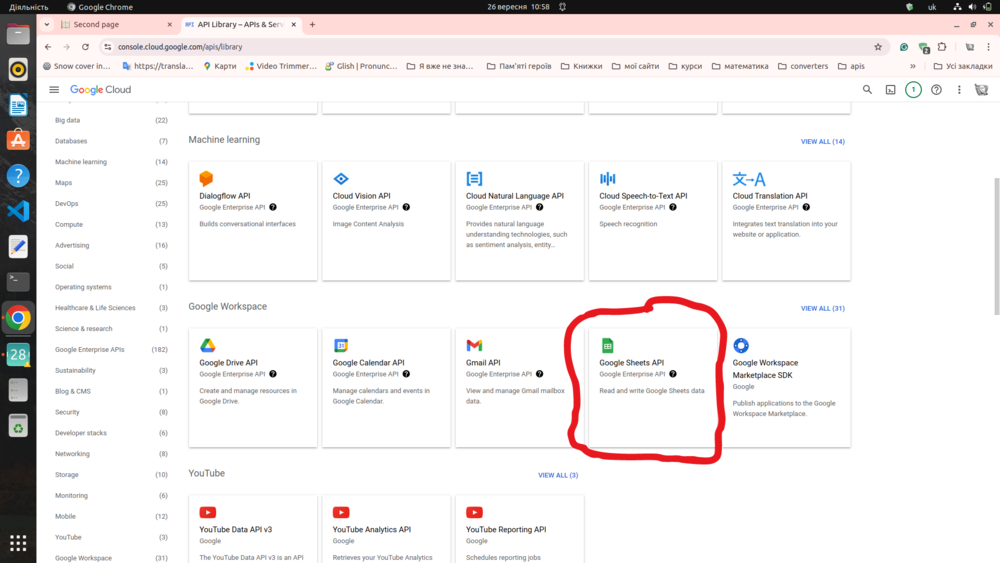 Діяльність
Google Chrome
26 вересня 10:58
uk
Second page
API Library – APIs & Ser
console.cloud.google.com/apis/library
Snow cover in...
https://transla...
Карти
Video Trimmer...
Glish | Pronunc...
Я вже не зна...
Пам'яті героїв
Книжки
мої сайти
курси
математика
converters
apis
»
Усі закладки
Google Cloud
1
Big data (22)
Databases (7)
Machine learning (14)
Maps (25)
DevOps (25)
Compute (13)
Advertising (16)
Social (5)
Operating systems (1)
Healthcare & Life Sciences (3)
Science & research (1)
Google Enterprise APIs (182)
Sustainability (3)
Blog & CMS (1)
Security (8)
Developer stacks (6)
Networking (8)
Storage (10)
Monitoring (6)
Mobile (12)
YouTube (3)
Google Workspace (31)
Machine learning
VIEW ALL (14)
Dialogflow API
Google Enterprise API
Builds conversational interfaces
Cloud Vision API
Google Enterprise API
Image Content Analysis
Cloud Natural Language API
Google Enterprise API
Provides natural language
understanding technologies, such
as sentiment analysis, entity...
Cloud Speech-to-Text API
Google Enterprise API
Speech recognition
Cloud Translation API
Google Enterprise API
Integrates text translation into your
website or application.
Google Workspace
VIEW ALL (31)
Google Drive API
Google Enterprise API
Create and manage resources in
Google Drive.
Google Calendar API
Google Enterprise API
Manage calendars and events in
Google Calendar.
Gmail API
Google Enterprise API
View and manage Gmail mailbox
data.
Google Sheets API
Google Enterprise API
Read and write Google Sheets data
Google Workspace
Marketplace SDK
Google
Publish applications to the Google
Workspace Marketplace.
YouTube
VIEW ALL (3)
YouTube Data API v3
Google
The YouTube Data API v3 is an API
YouTube Analytics API
Google
Retrieves your YouTube Analytics
YouTube Reporting API
Google
Schedules reporting jobs
28